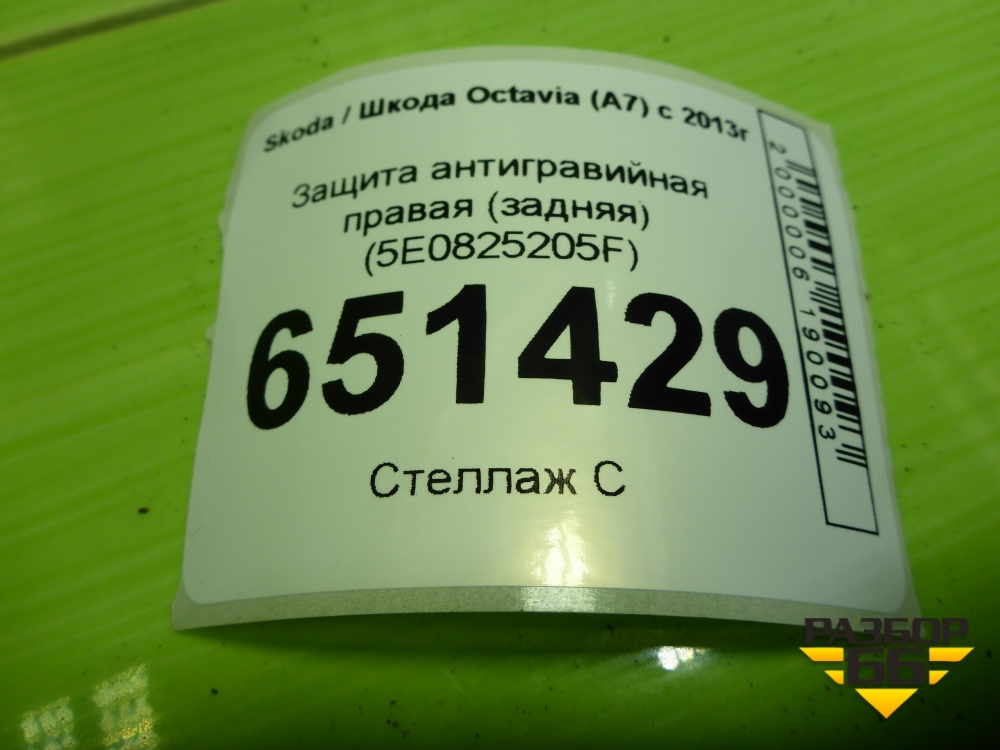 Skoda / Шкода Octavia (A7) с 2013г
Защита антигравийная
правая (задняя)
(5E0825205F)
651429
Стеллаж С
2000006190093
РАЗБОР
66